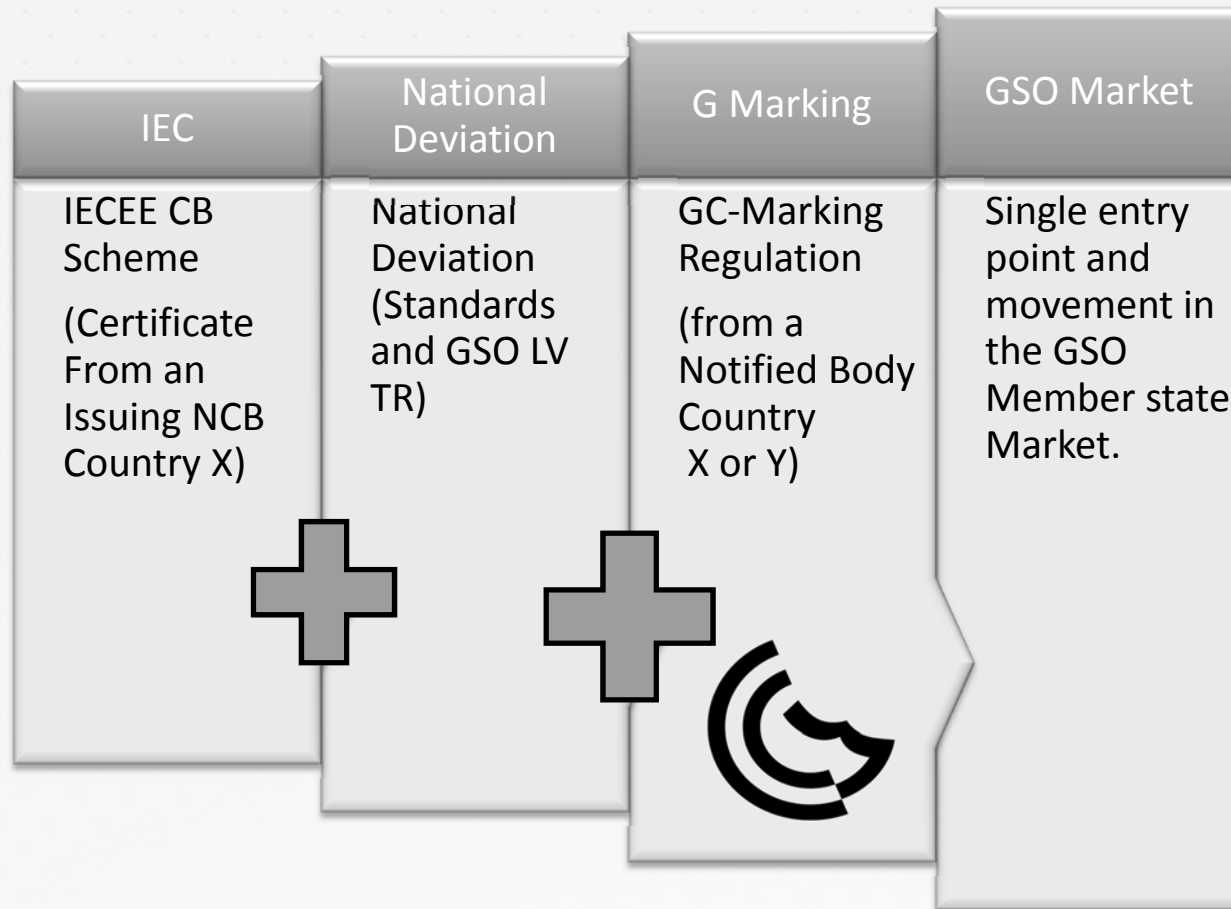 IEC
IECEE CB
Scheme
(Certificate
From an
Issuing NCB
Country X)
National
Deviation
National
Deviation
(Standards
and GSO LV
TR)
G Marking
GC-Marking
Regulation
(from a
Notified Body
Country
X or Y)
GSO Market
Single entry
point and
movement in
the GSO
Member state
Market.